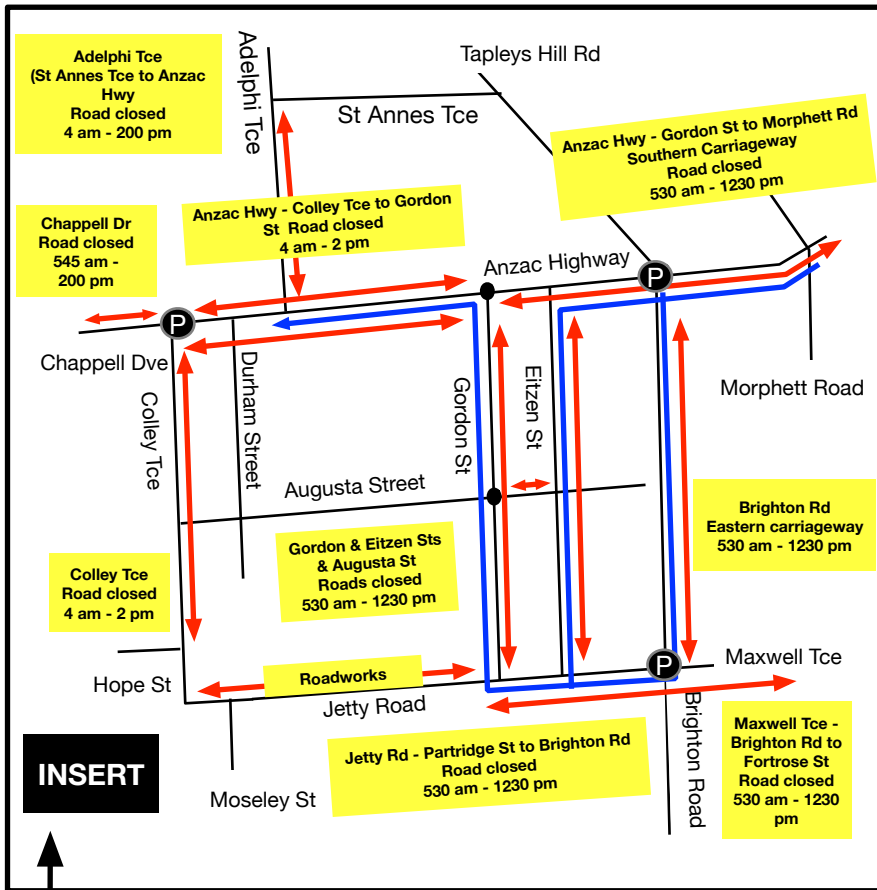 Adelphi Tce
(St Annes Tce to Anzac
Hwy
Road closed
4 am - 200 pm
Adelphi Tce
Tapleys Hill Rd
St Annes Tce
Anzac Hwy - Gordon St to Morphett Rd
Southern Carriageway
Road closed
530 am - 1230 pm
Chappell Dr
Road closed
545 am -
200 pm
Anzac Hwy - Colley Tce to Gordon
St Road closed
4 am - 2 pm
Anzac Highway
P
P
Chappell Dve
Colley Tce
Durham Street
Gordon St
Eitzen St
Morphett Road
Augusta Street
Brighton Rd
Eastern carriageway
530 am - 1230 pm
Gordon & Eitzen Sts
& Augusta St
Roads closed
530 am - 1230 pm
Colley Tce
Road closed
4 am - 2 pm
Hope St
Roadworks
Jetty Road
P
Maxwell Tce
Brighton Road
Moseley St
Jetty Rd - Partridge St to Brighton Rd
Road closed
530 am - 1230 pm
Maxwell Tce -
Brighton Rd to
Fortrose St
Road closed
530 am - 1230
pm
INSERT